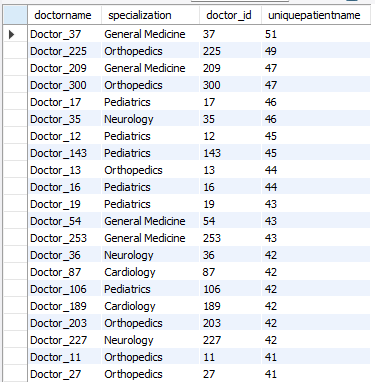 doctorname specialization doctor_id uniquepatientname
Doctor_37 General Medicine 37 51
Doctor_225 Orthopedics 225 49
Doctor_209 General Medicine 209 47
Doctor_300 Orthopedics 300 47
Doctor_17 Pediatrics 17 46
Doctor_35 Neurology 35 46
Doctor_12 Pediatrics 12 45
Doctor_143 Pediatrics 143 45
Doctor_13 Orthopedics 13 44
Doctor_16 Pediatrics 16 44
Doctor_19 Pediatrics 19 43
Doctor_54 General Medicine 54 43
Doctor_253 General Medicine 253 43
Doctor_36 Neurology 36 42
Doctor_87 Cardiology 87 42
Doctor_106 Pediatrics 106 42
Doctor_189 Cardiology 189 42
Doctor_203 Orthopedics 203 42
Doctor_227 Neurology 227 42
Doctor_11 Orthopedics 11 41
Doctor_27 Orthopedics 27 41